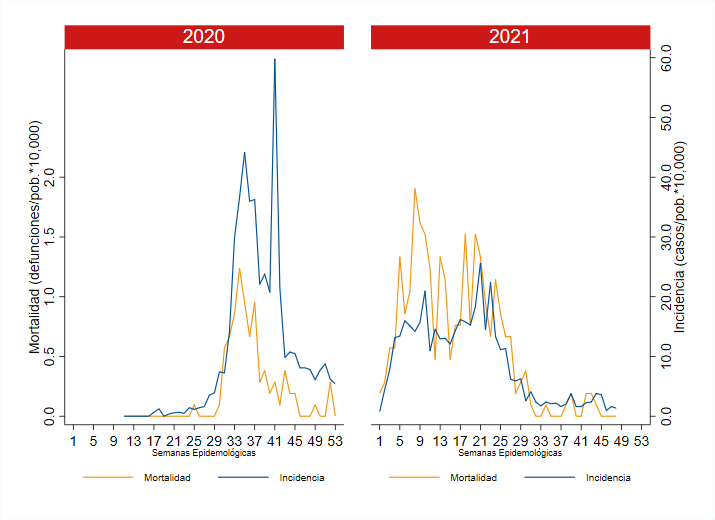 2020
2021
Mortalidad (defunciones/pob.*10,000)
0.0
0.5
1.0
1.5
2.0
1 5 9 13 17 21 25 29 33 37 41 45 49 53
Semanas Epidemológicas
Mortalidad
Incidencia
1 5 9 13 17 21 25 29 33 37 41 45 49 53
Semanas Epidemológicas
Mortalidad
Incidencia
0.0
10.0
20.0
30.0
40.0
50.0
60.0
Incidencia (casos/pob.*10,000)